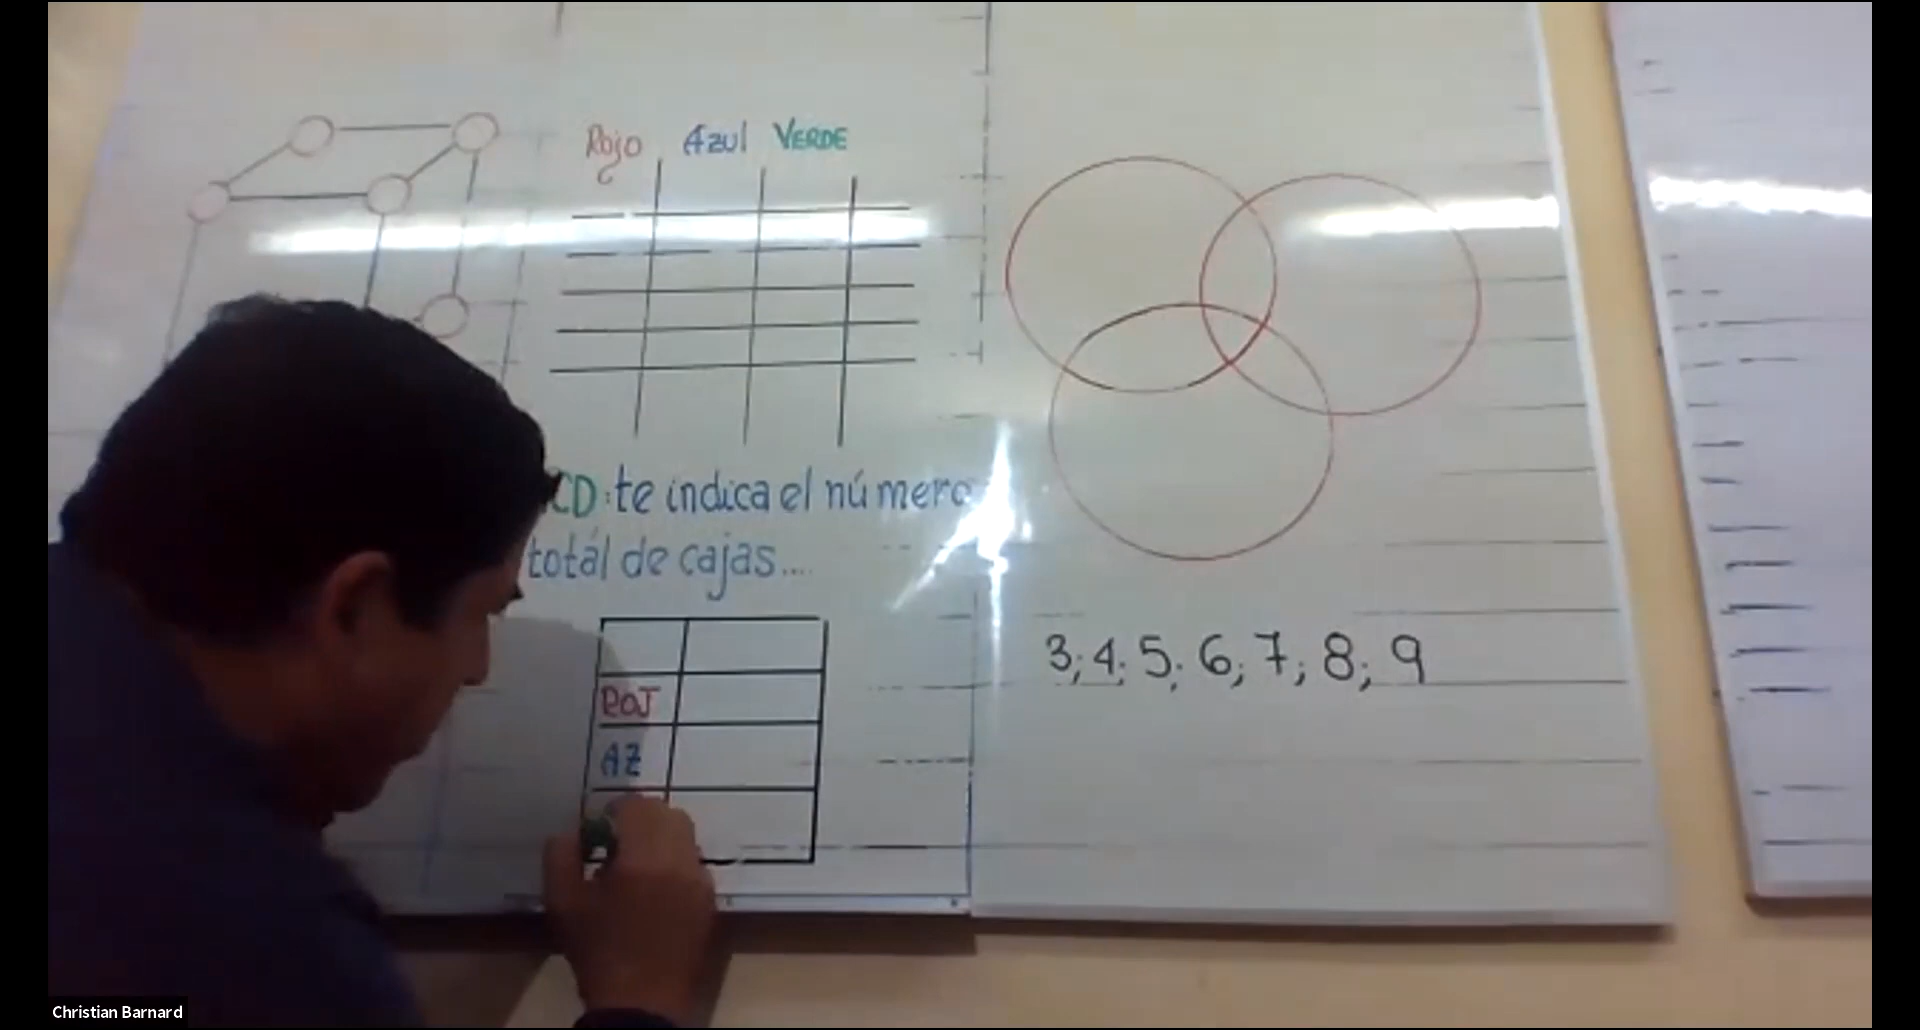 Rojo Azul VERDE
CD: te indica el número
total de cajas....
ROJ
AZ
3; 4; 5; 6; 7; 8; 9
Christian Barnard